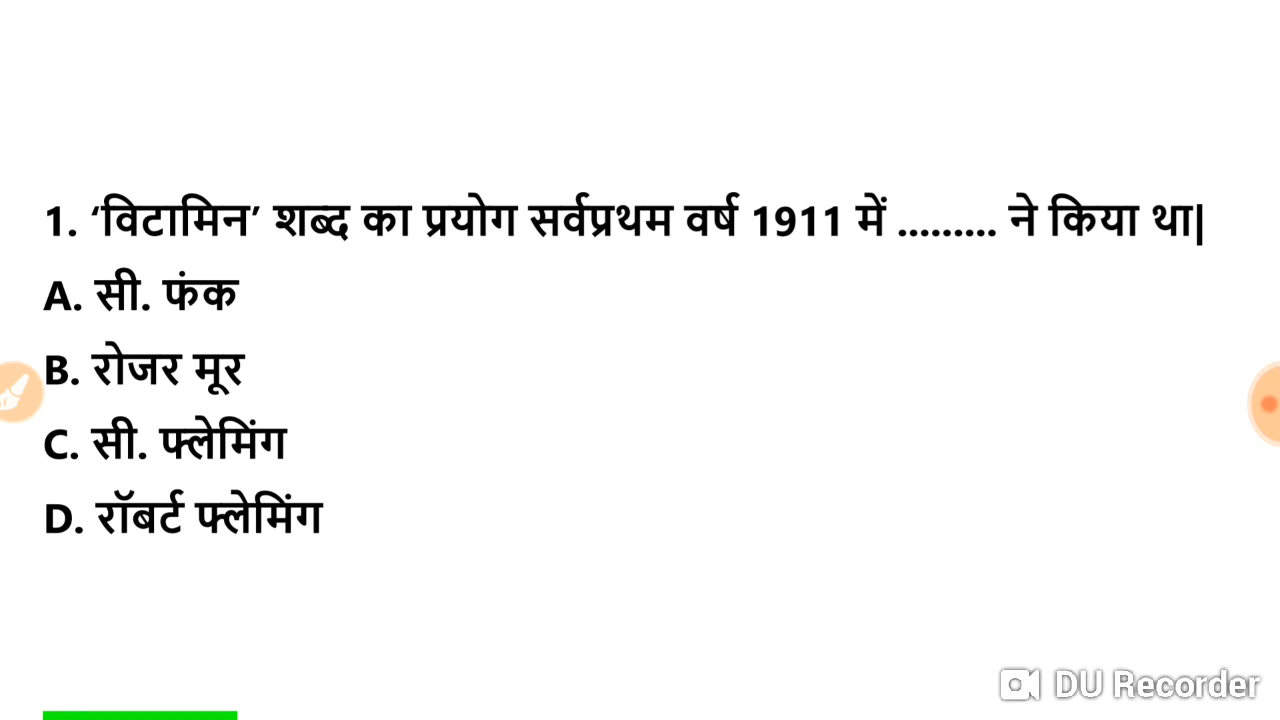 1. ‘विटामिन’ शब्द का प्रयोग सर्वप्रथम वर्ष 1911 में ......... ने किया था|
A. सी. फंक
B. रोजर मूर
C. सी. फ्लेमिंग
D. रॉबर्ट फ्लेमिंग
DU Recorder